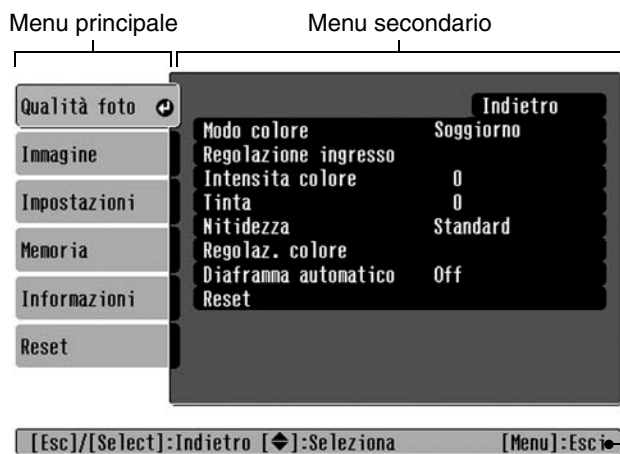 Menu principale
Menu secondario
Qualità foto
Immagine
Impostazioni
Memoria
Informazioni
Reset
Indietro
Modo colore Soggiorno
Regolazione ingresso
Intensita colore 0
Tinta 0
Nitidezza Standard
Regolaz. colore
Diaframma automatico Off
Reset
[Esc]/[Select]:Indietro [◆]:Seleziona [Menu]:Esci